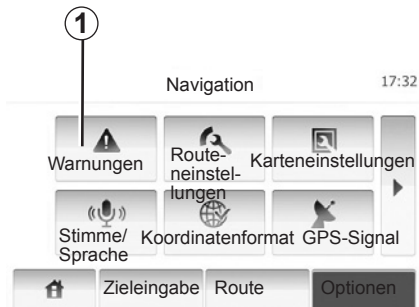 1
Navigation
17:32
Warnungen
Route-
neinstel-
lungen
Karteneinstellungen
Stimme/
Sprache
Koordinatenformat
GPS-Signal
Zieleingabe
Route
Optionen